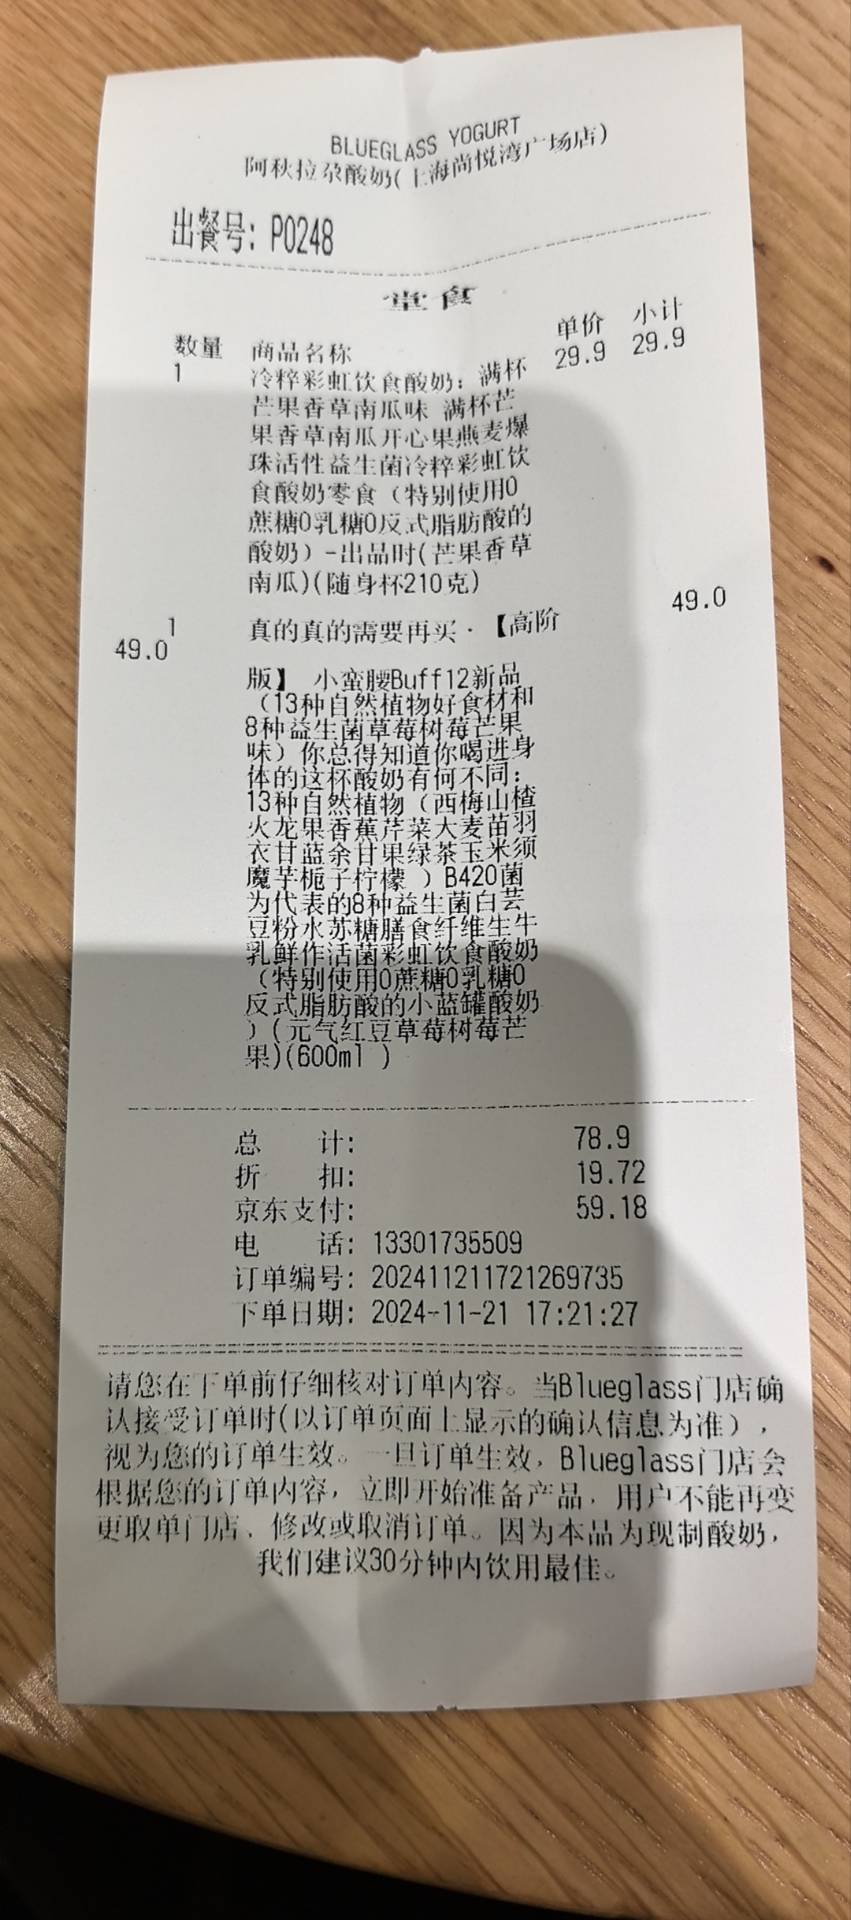 BLUEGLASS YOGURT
阿秋拉尕酸奶(上海尚悦湾广场店)
出餐号: P0248
堂食
数量 商品名称 单价 小计
1 冷粹彩虹饮食酸奶：满杯 29.9 29.9
芒果香草南瓜味 满杯芒
果香草南瓜开心果燕麦爆
珠活性益生菌冷粹彩虹饮
食酸奶零食（特别使用0
蔗糖0乳糖0反式脂肪酸的
酸奶）-出品时(芒果香草
南瓜)(随身杯210克)
1 真的真的需要再买·【高阶 49.0
49.0
版】 小蛮腰Buff12新品
（13种自然植物好食材和
8种益生菌草莓树莓芒果
味）你总得知道你喝进身
体的这杯酸奶有何不同：
13种自然植物（西梅山楂
火龙果香蕉芹菜大麦苗羽
衣甘蓝余甘果绿茶玉米须
魔芋栀子柠檬 ）B420菌
为代表的8种益生菌白芸
豆粉水苏糖膳食纤维生牛
乳鲜作活菌彩虹饮食酸奶
（特别使用0蔗糖0乳糖0
反式脂肪酸的小蓝罐酸奶
）(元气红豆草莓树莓芒
果)(600ml )
总 计: 78.9
折 扣: 19.72
京东支付: 59.18
电 话: 13301735509
订单编号: 202411211721269735
下单日期: 2024-11-21 17:21:27
请您在下单前仔细核对订单内容。当Blueglass门店确
认接受订单时(以订单页面上显示的确认信息为准)，
视为您的订单生效。一旦订单生效，Blueglass门店会
根据您的订单内容，立即开始准备产品，用户不能再变
更取单门店、修改或取消订单。因为本品为现制酸奶，
我们建议30分钟内饮用最佳。